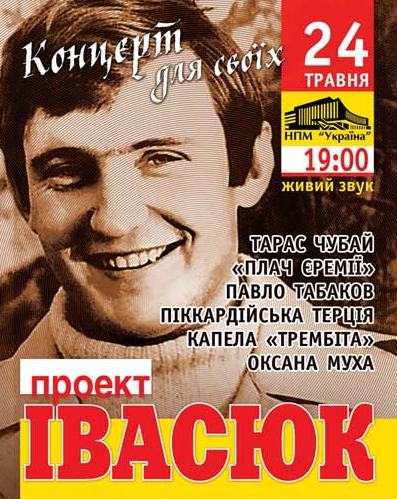 Концерт
для своїх
24
ТРАВНЯ
НПМ "Україна"
19:00
живий звук
ТАРАС ЧУБАЙ
«ПЛАЧ ЄРЕМІЇ»
ПАВЛО ТАБАКОВ
ПІККАРДІЙСЬКА ТЕРЦІЯ
КАПЕЛА «ТРЕМБІТА»
ОКСАНА МУХА
проект
ІВАСЮК